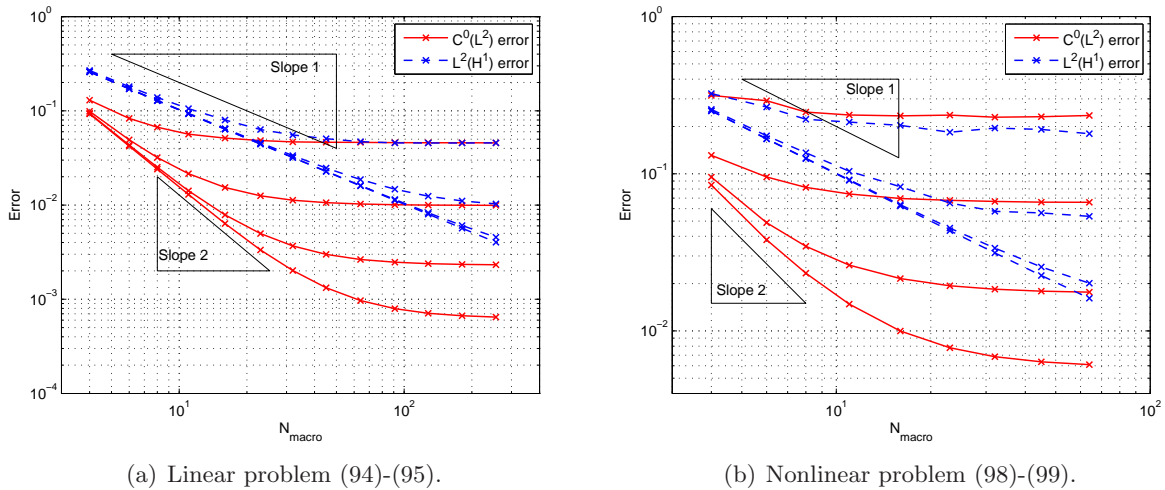 10^0
10^-1
10^-2
10^-3
10^-4
Error
10^1
10^2
N_macro
C^0(L^2) error
L^2(H^1) error
Slope 1
Slope 2
(a) Linear problem (94)-(95).
10^0
10^-1
10^-2
Error
10^1
10^2
N_macro
C^0(L^2) error
L^2(H^1) error
Slope 1
Slope 2
(b) Nonlinear problem (98)-(99).